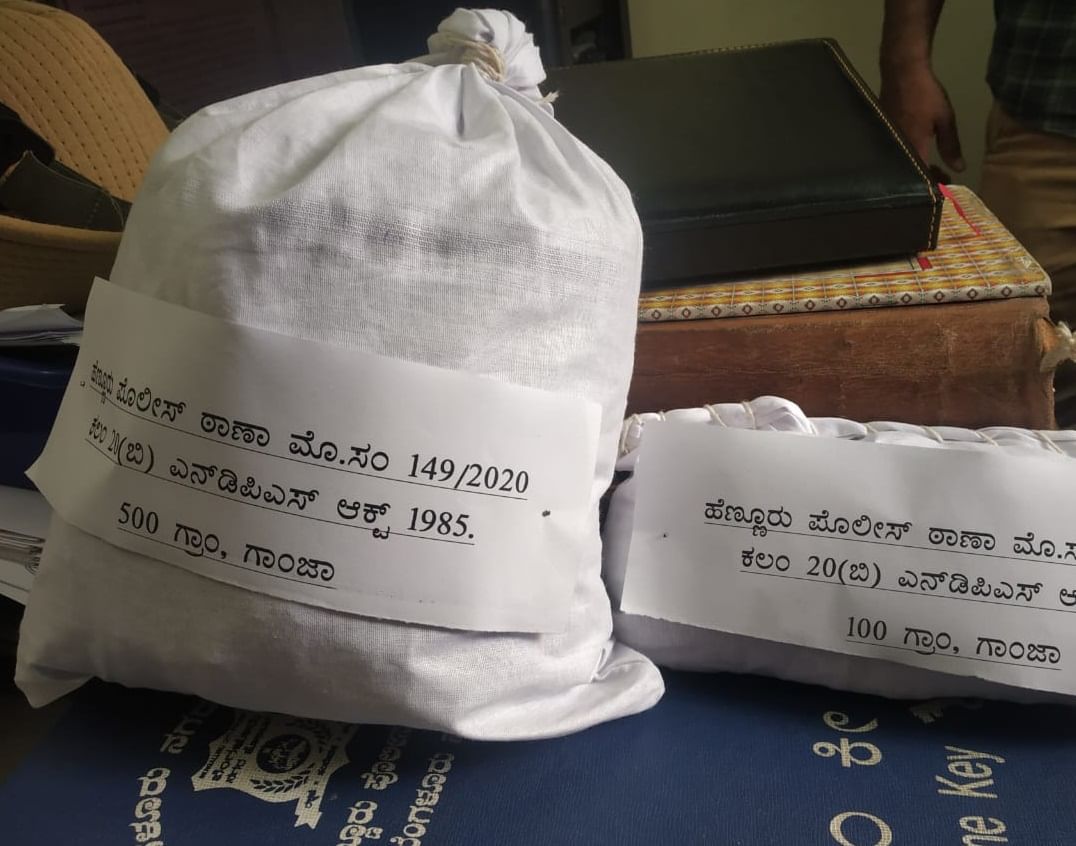 ಹೆಣ್ಣೂರು ಪೊಲೀಸ್ ಠಾಣಾ ಮೊ.ಸಂ 149/2020
ಕಲಂ 20(ಬಿ) ಎನ್‌ಡಿಪಿಎಸ್ ಆಕ್ಟ್ 1985.
500 ಗ್ರಾಂ, ಗಾಂಜಾ
ಹೆಣ್ಣೂರು ಪೊಲೀಸ್ ಠಾಣಾ
ಕಲಂ 20(ಬಿ) ಎನ್‌ಡಿಪಿಎಸ್
100 ಗ್ರಾಂ, ಗಾಂಜಾ
Key